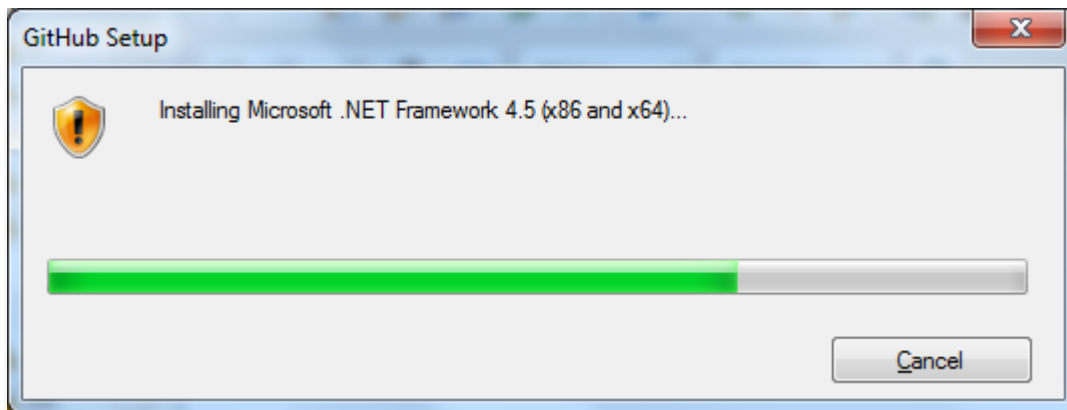 GitHub Setup
Installing Microsoft .NET Framework 4.5 (x86 and x64)...
Cancel